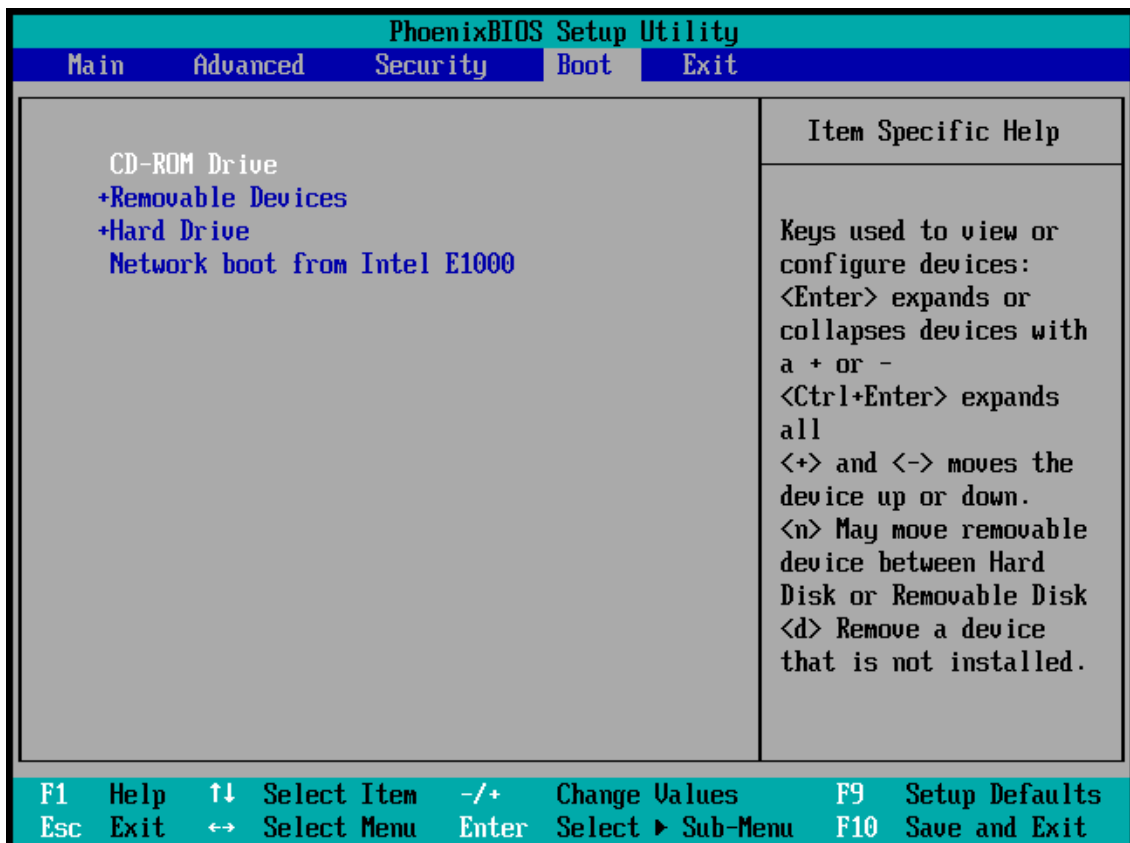 PhoenixBIOS Setup Utility
Main Advanced Security Boot Exit
CD-ROM Drive
+Removable Devices
+Hard Drive
Network boot from Intel E1000
Item Specific Help
Keys used to view or
configure devices:
<Enter> expands or
collapses devices with
a + or -
<Ctrl+Enter> expands
all
<+> and <-> moves the
device up or down.
<n> May move removable
device between Hard
Disk or Removable Disk
<d> Remove a device
that is not installed.
F1 Help ↑↓ Select Item -/+ Change Values F9 Setup Defaults
Esc Exit ↔ Select Menu Enter Select ▶ Sub-Menu F10 Save and Exit